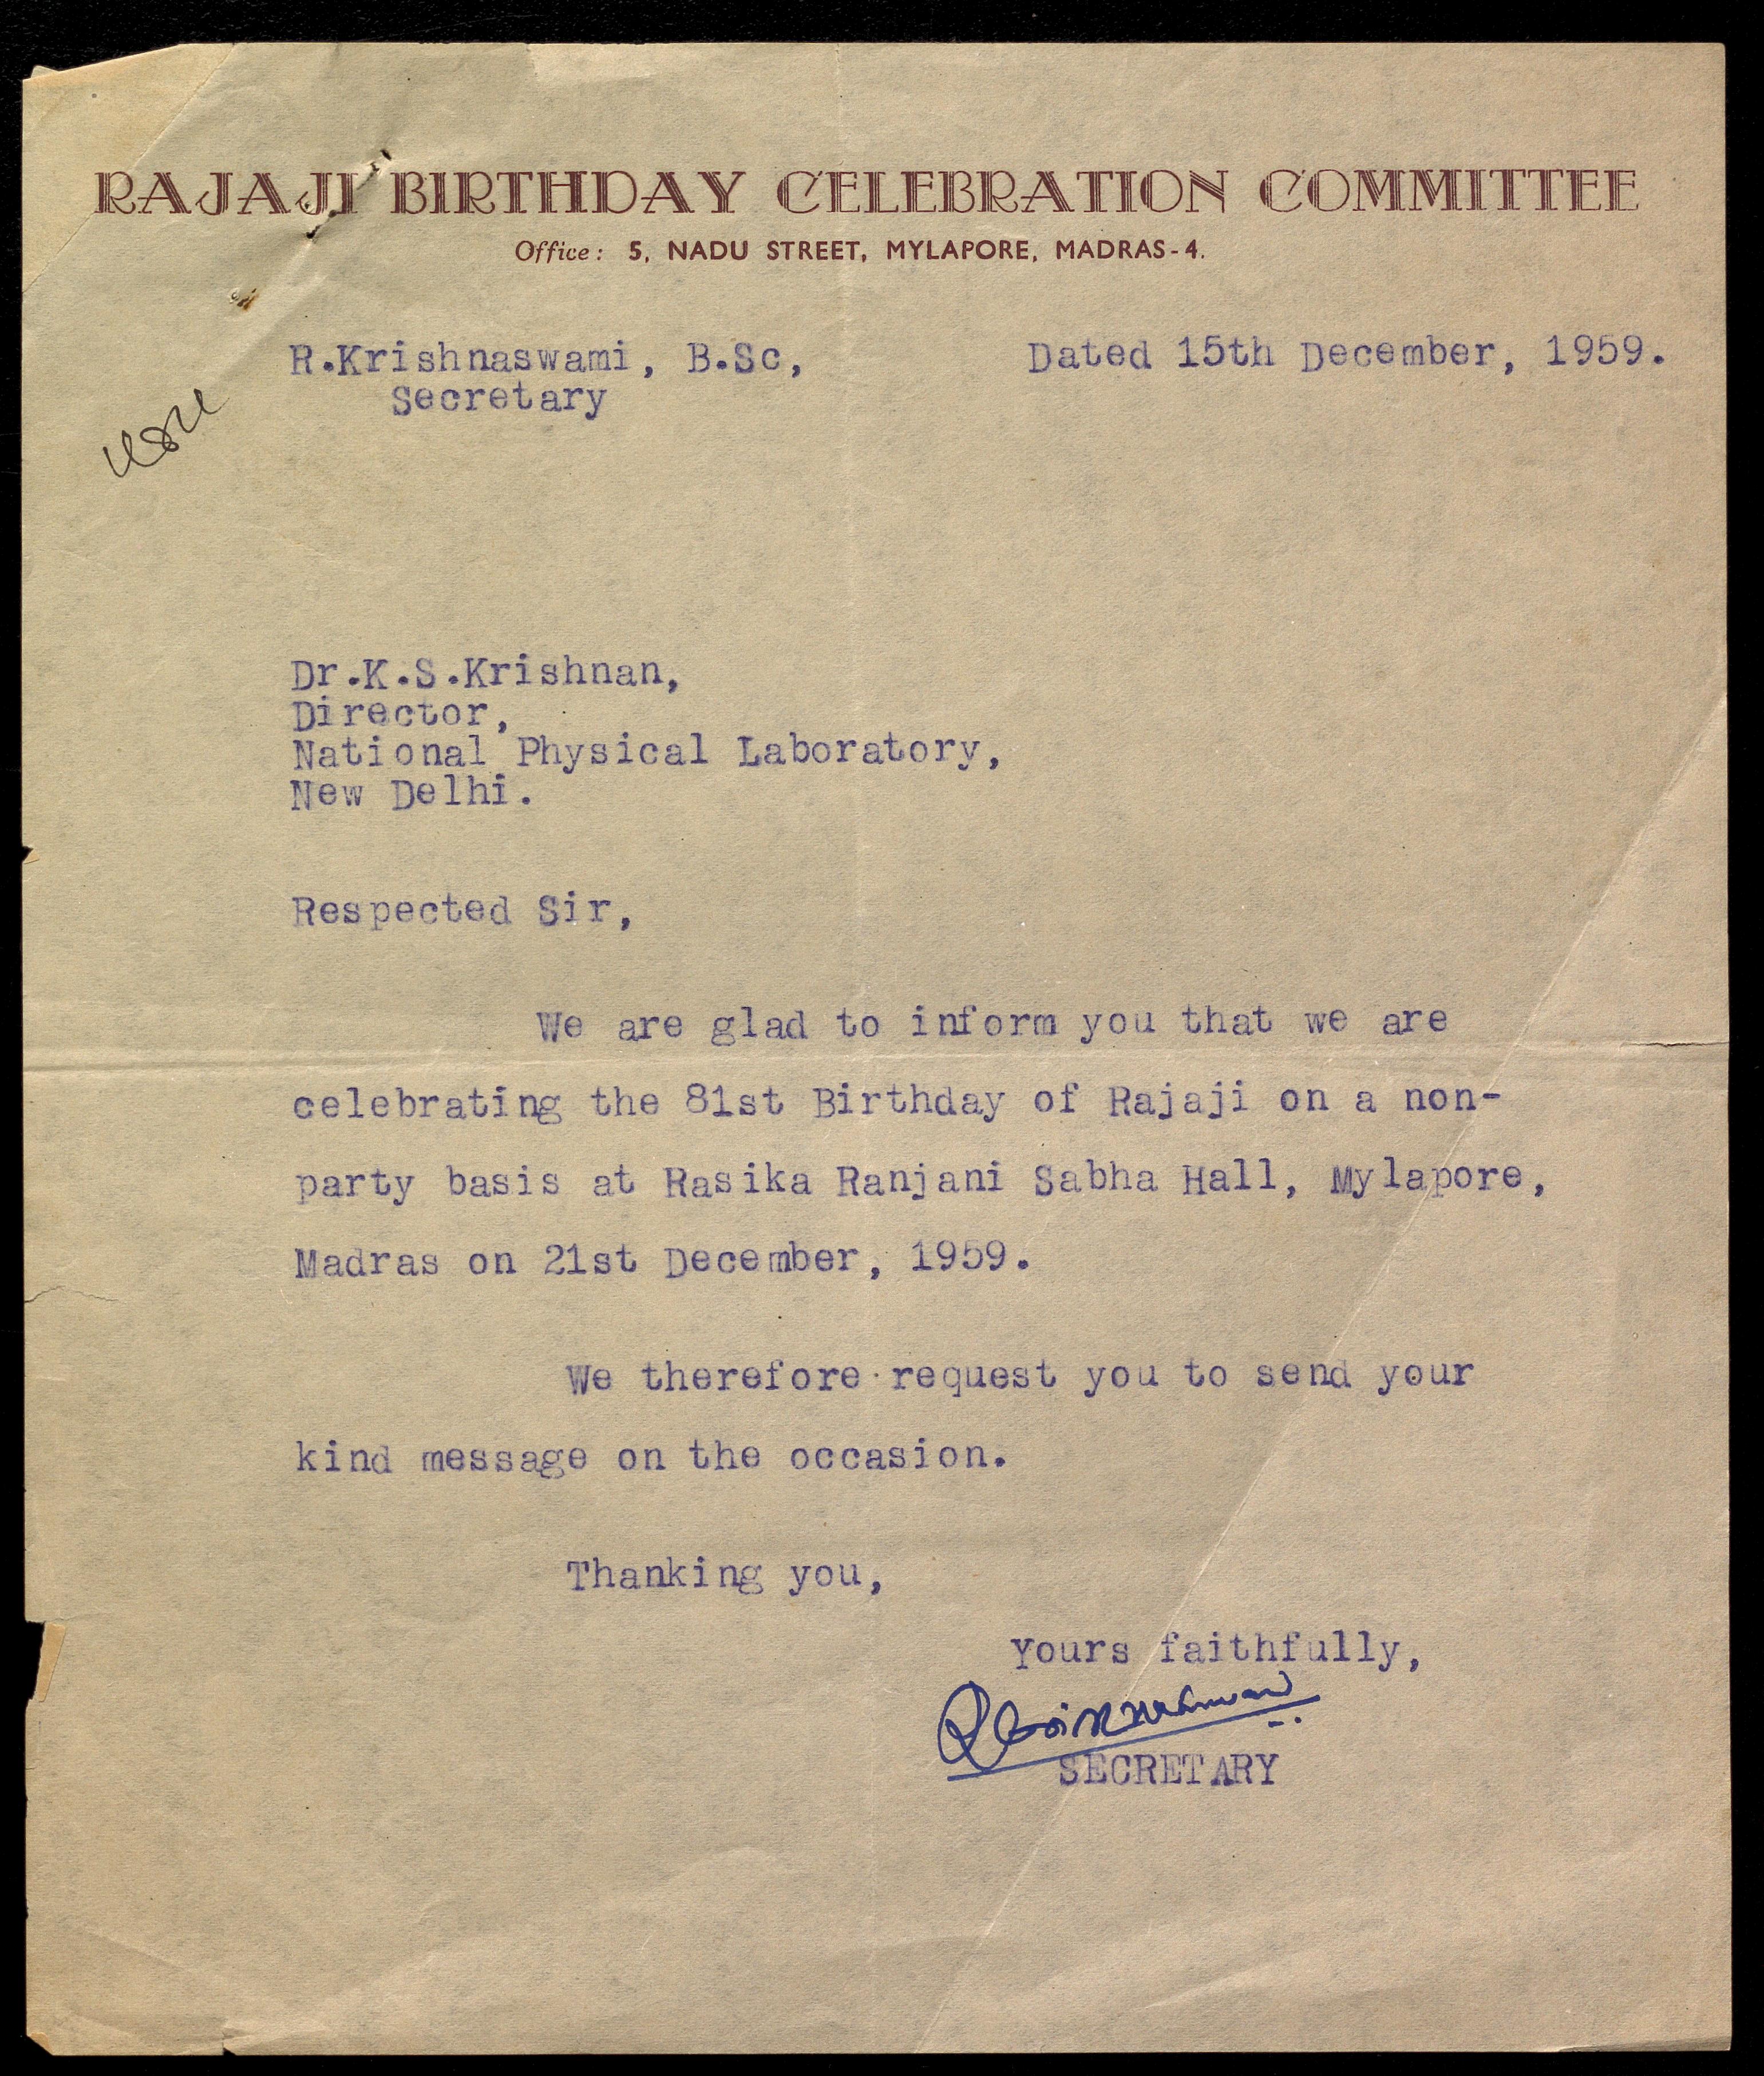 RAJAJI BIRTHDAY CELEBRATION COMMITTEE
Office: 5, NADU STREET, MYLAPORE, MADRAS-4.
R.Krishnaswami, B.Sc, Dated 15th December, 1959.
Secretary
Dr.K.S.Krishnan,
Director,
National Physical Laboratory,
New Delhi.
Respected Sir,
We are glad to inform you that we are
celebrating the 81st Birthday of Rajaji on a non-
party basis at Rasika Ranjani Sabha Hall, Mylapore,
Madras on 21st December, 1959.
We therefore request you to send your
kind message on the occasion.
Thanking you,
Yours faithfully,
SECRETARY